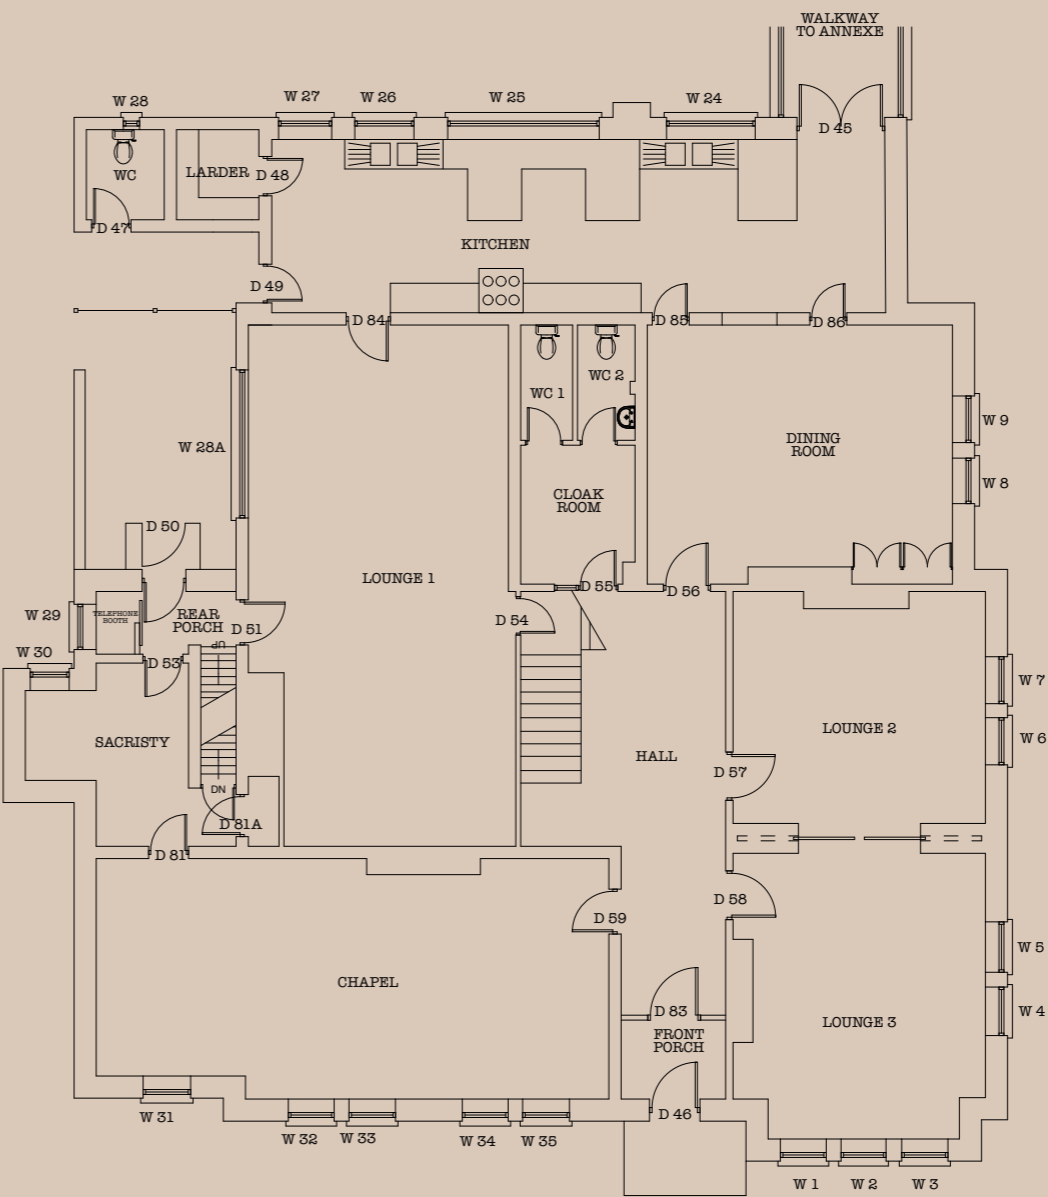 WALKWAY
TO ANNEXE
W 28
W 27
W 26
W 25
W 24
D 45
WC
LARDER
D 48
D 47
KITCHEN
D 49
D 84
D 85
D 86
WC 1
WC 2
W 9
W 28A
DINING
ROOM
W 8
CLOAK
ROOM
D 50
LOUNGE 1
D 55
D 56
W 29
TELEPHONE
BOOTH
REAR
PORCH
D 51
D 54
UP
W 30
D 53
W 7
SACRISTY
HALL
LOUNGE 2
W 6
D 57
DN
D 81A
D 81
D 58
D 59
W 5
CHAPEL
D 83
LOUNGE 3
W 4
FRONT
PORCH
W 31
D 46
W 32
W 33
W 34
W 35
W 1
W 2
W 3